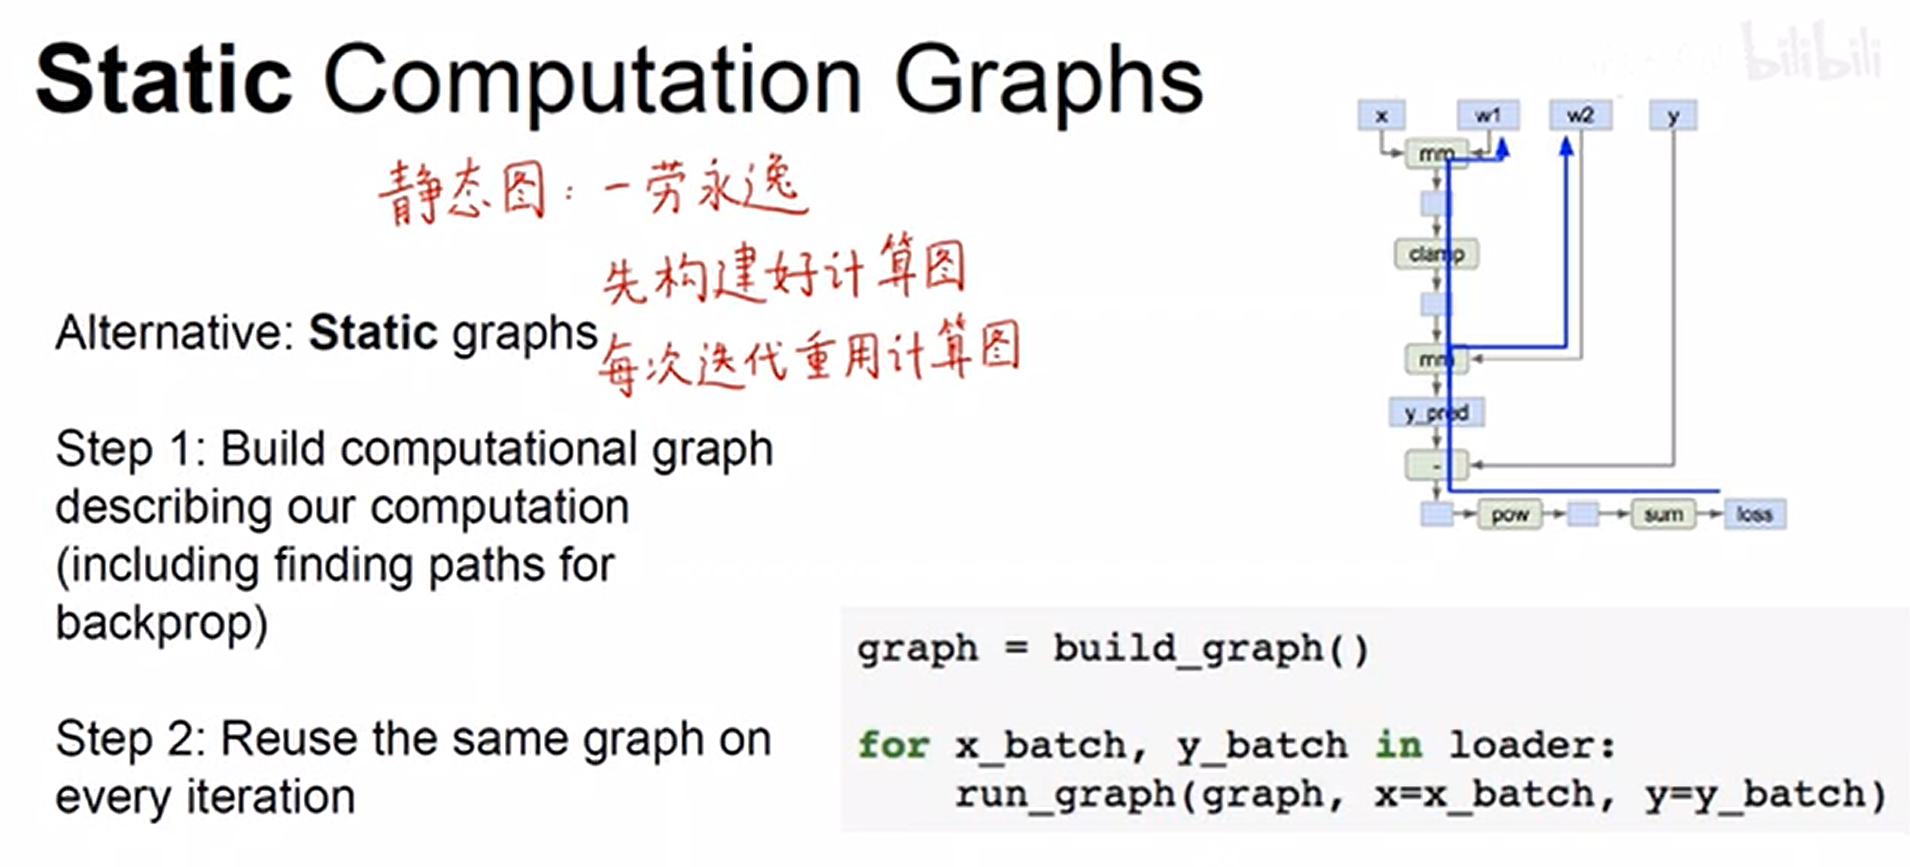 Static Computation Graphs
bilibili
静态图：一劳永逸
先构建好计算图
每次迭代重用计算图
Alternative: Static graphs
Step 1: Build computational graph
describing our computation
(including finding paths for
backprop)
Step 2: Reuse the same graph on
every iteration
x w1 w2 y
mm
clamp
mm
y_pred
-
pow sum loss
graph = build_graph()
for x_batch, y_batch in loader:
    run_graph(graph, x=x_batch, y=y_batch)